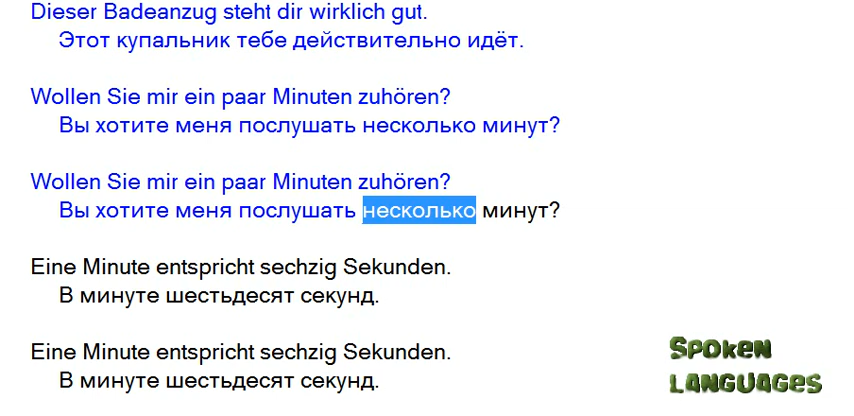 Dieser Badeanzug steht dir wirklich gut.
Этот купальник тебе действительно идёт.
Wollen Sie mir ein paar Minuten zuhören?
Вы хотите меня послушать несколько минут?
Wollen Sie mir ein paar Minuten zuhören?
Вы хотите меня послушать несколько минут?
Eine Minute entspricht sechzig Sekunden.
В минуте шестьдесят секунд.
Eine Minute entspricht sechzig Sekunden.
В минуте шестьдесят секунд.
Spoken
Languages